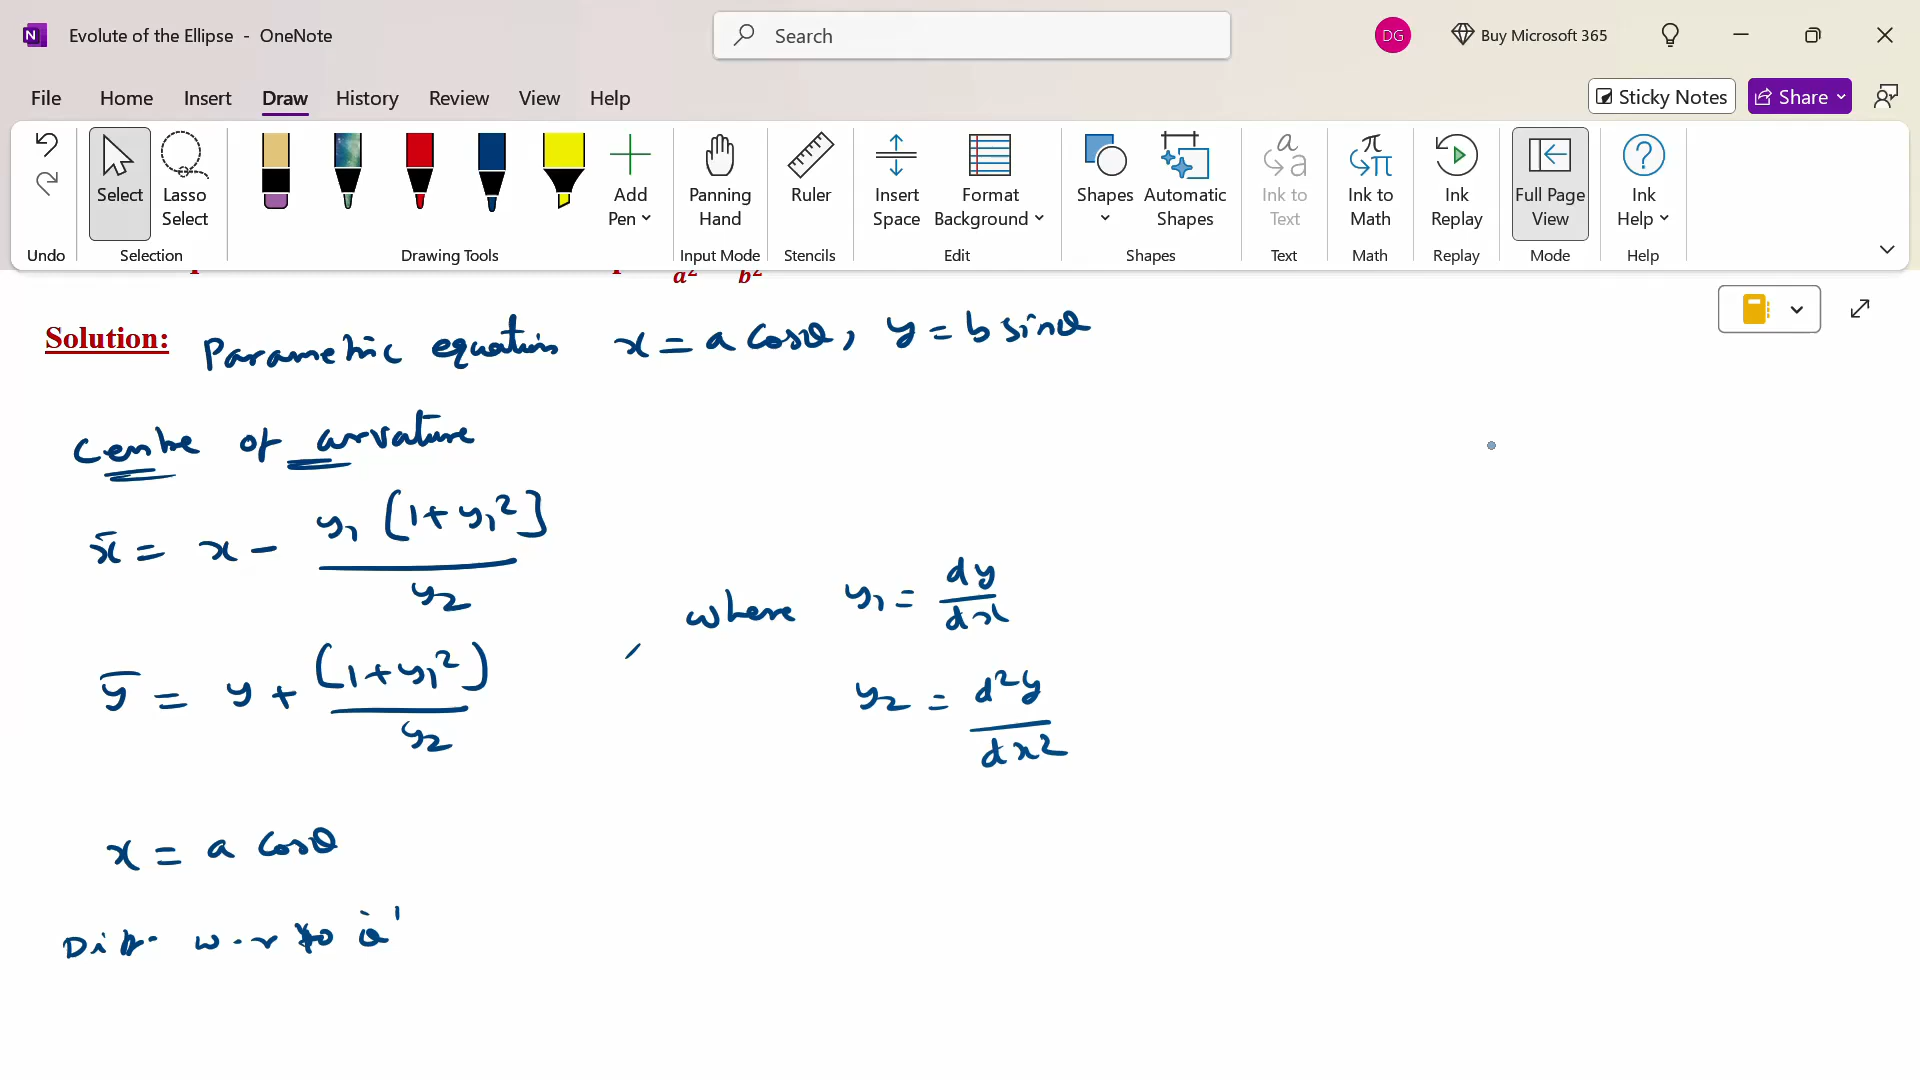 Evolute of the Ellipse - OneNote
Search
DG
Buy Microsoft 365
File Home Insert Draw History Review View Help
Sticky Notes
Share
Undo
Select
Lasso Select
Selection
Drawing Tools
Add Pen
Panning Hand
Input Mode
Ruler
Stencils
Insert Space
Format Background
Edit
Shapes
Automatic Shapes
Shapes
Ink to Text
Text
Ink to Math
Math
Ink Replay
Replay
Full Page View
Mode
Ink Help
Help
a² b²
Solution: Parametric equations x = a cosθ, y = b sinθ
Centre of curvature
x̄ = x - y₁ [1+y₁²] / y₂
where y₁ = dy/dx
ȳ = y + (1+y₁²) / y₂
y₂ = d²y/dx²
x = a cosθ
Diff. w.r to 'θ'